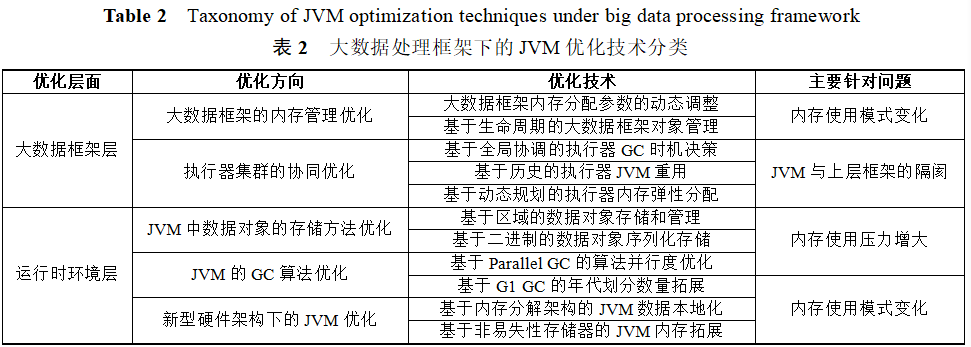 Table 2 Taxonomy of JVM optimization techniques under big data processing framework
表 2 大数据处理框架下的 JVM 优化技术分类
优化层面 优化方向 优化技术 主要针对问题
大数据框架层
大数据框架的内存管理优化
大数据框架内存分配参数的动态调整
基于生命周期的大数据框架对象管理
内存使用模式变化
执行器集群的协同优化
基于全局协调的执行器 GC 时机决策
基于历史的执行器 JVM 重用
基于动态规划的执行器内存弹性分配
JVM 与上层框架的隔阂
运行时环境层
JVM 中数据对象的存储方法优化
基于区域的数据对象存储和管理
基于二进制的数据对象序列化存储
内存使用压力增大
JVM 的 GC 算法优化
基于 Parallel GC 的算法并行度优化
基于 G1 GC 的年代划分数量拓展
新型硬件架构下的 JVM 优化
基于内存分解架构的 JVM 数据本地化
基于非易失性存储器的 JVM 内存拓展
内存使用模式变化